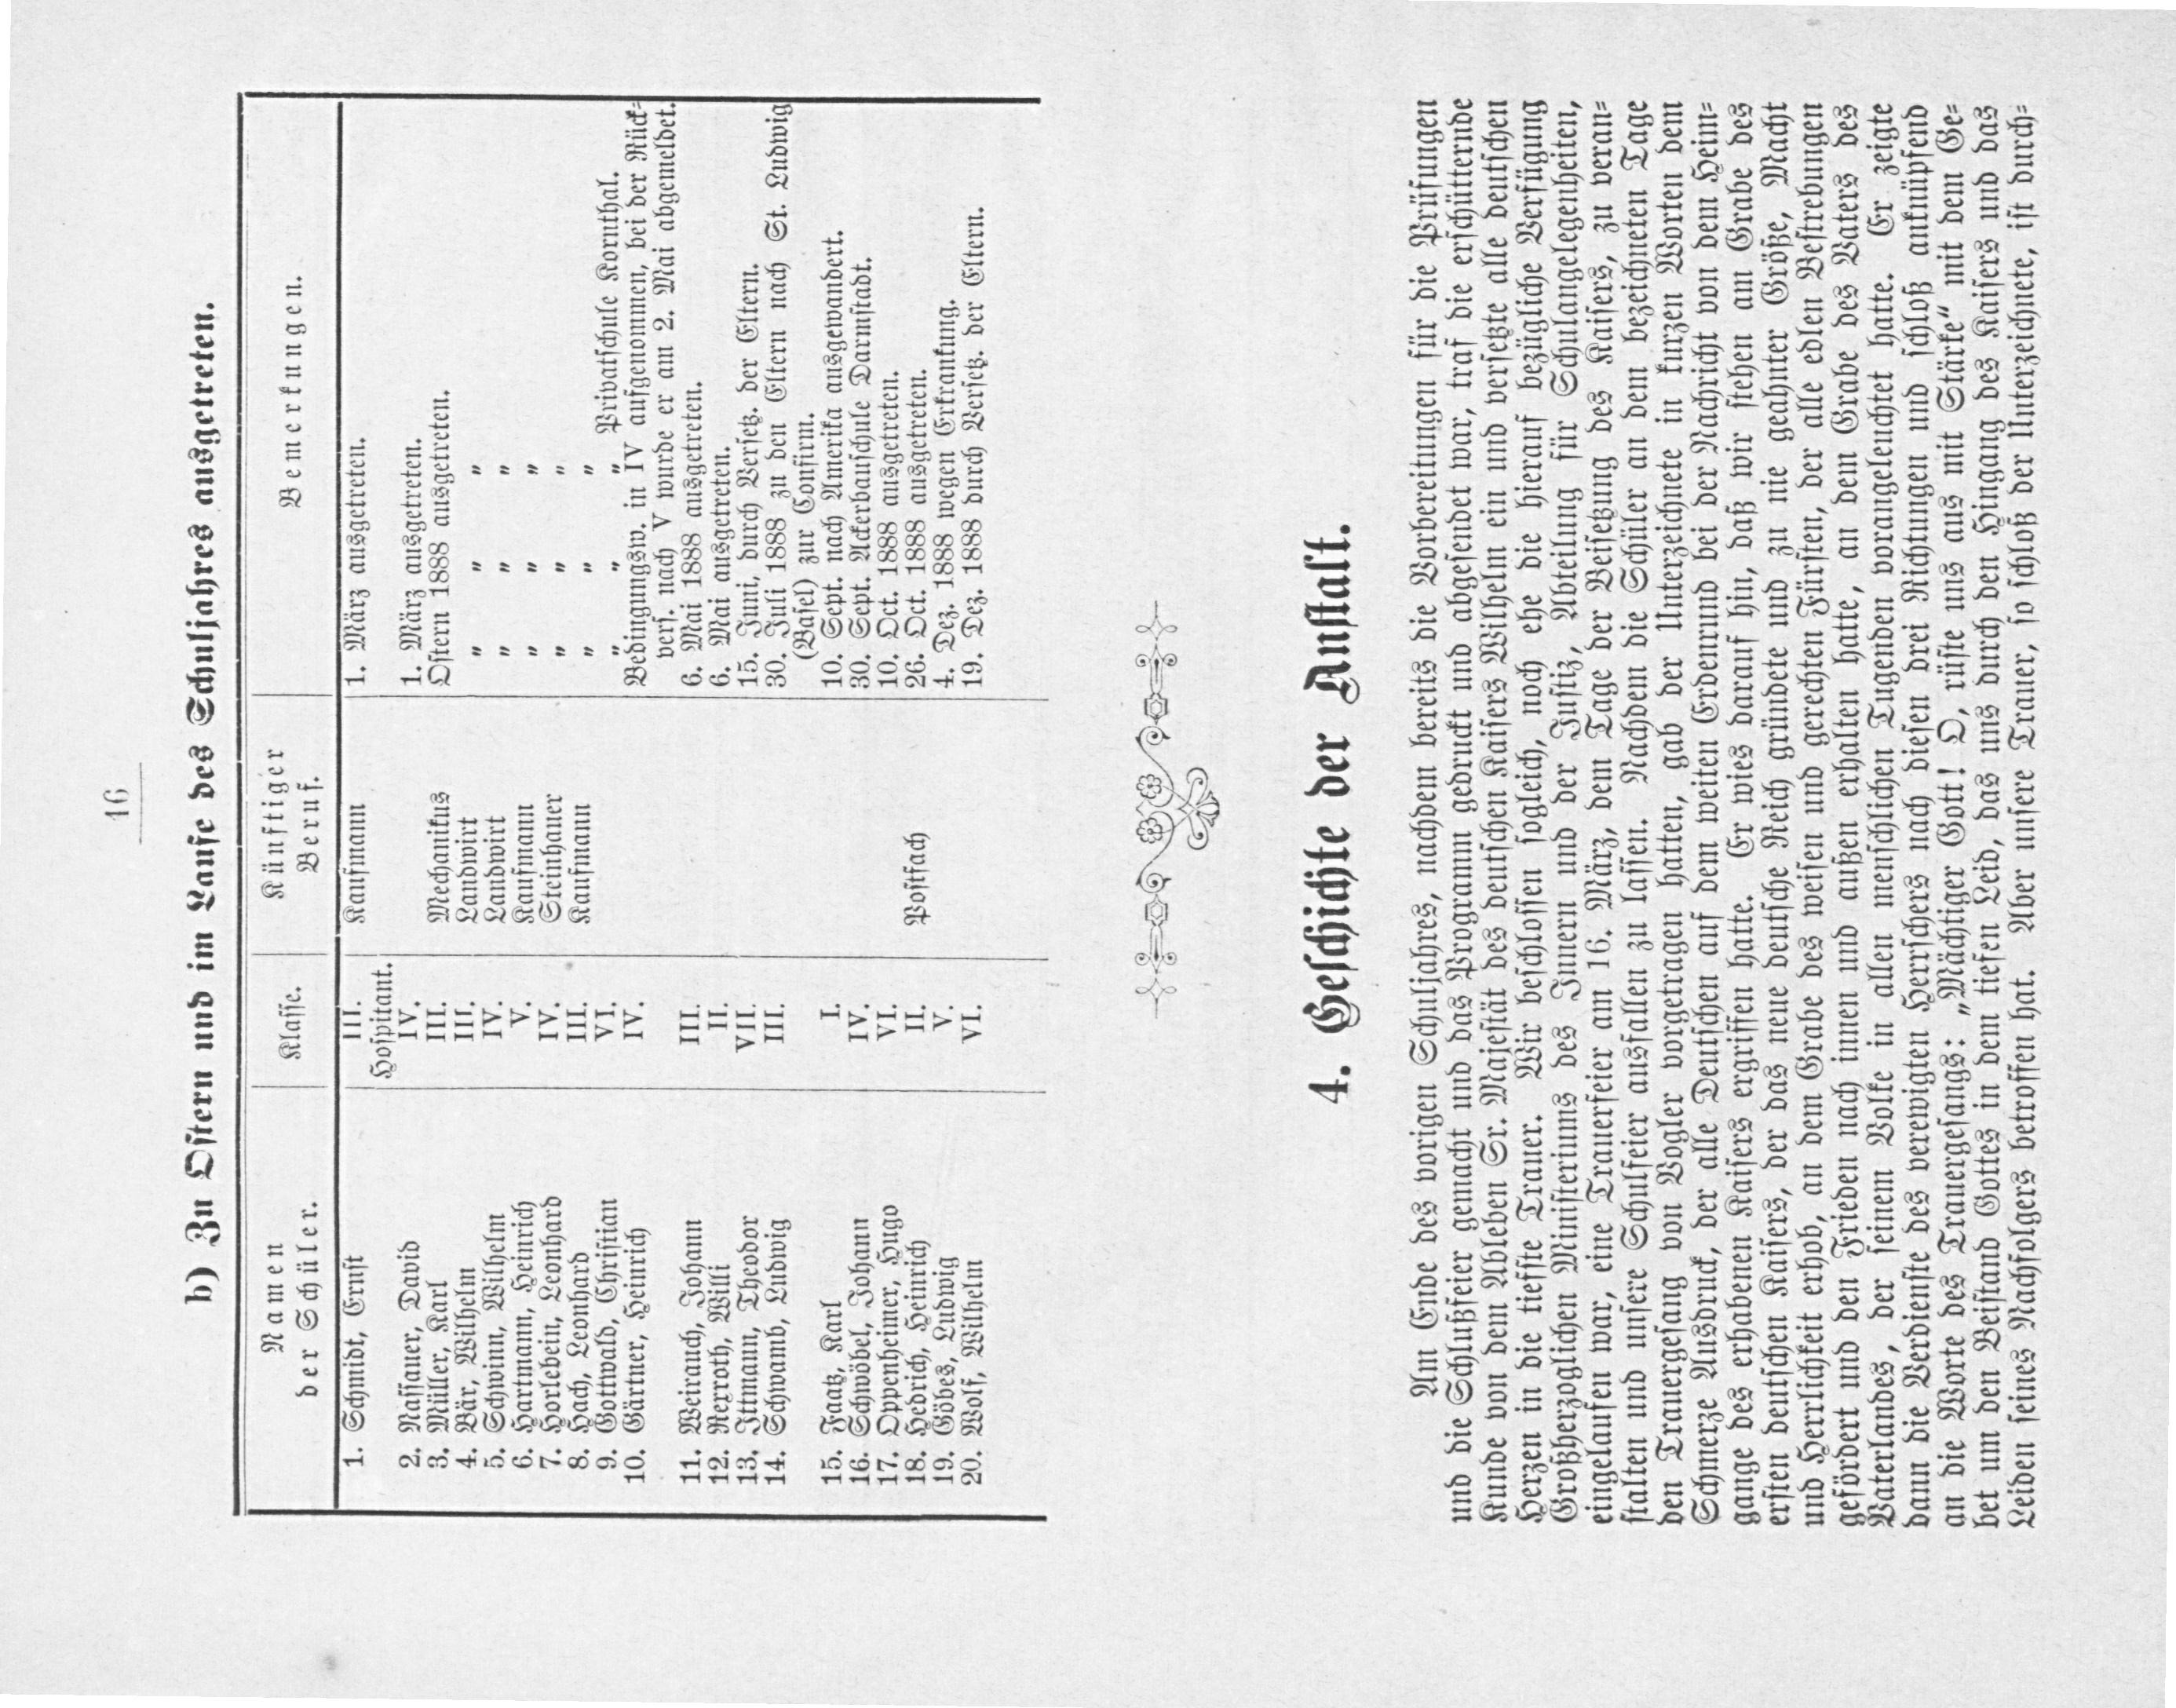 16
b) Zu Ostern und im Laufe des Schuljahres ausgetreten.
Namen der Schüler. Klasse. Künftiger Beruf. Bemerkungen.
1. Schmidt, Ernst III. Kaufmann 1. März ausgetreten.
Hospitant.
2. Nassauer, David IV. 1. März ausgetreten.
3. Müller, Karl III. Mechanikus Ostern 1888 ausgetreten.
4. Bär, Wilhelm III. Landwirt " " "
5. Schwinn, Wilhelm IV. Landwirt " " "
6. Hartmann, Heinrich V. Kaufmann " " "
7. Horlebein, Leonhard IV. Steinhauer " " "
8. Hach, Leonhard III. Kaufmann " " "
9. Gottwald, Christian VI. " " " Privatschule Kornthal.
10. Gärtner, Heinrich IV. Bedingungsw. in IV aufgenommen, bei der Rück=
vers. nach V wurde er am 2. Mai abgemeldet.
11. Weirauch, Johann III. 6. Mai 1888 ausgetreten.
12. Rexroth, Willi II. 6. Mai ausgetreten.
13. Ittmann, Theodor VII. 15. Juni, durch Versetz. der Eltern.
14. Schwamb, Ludwig III. 30. Juli 1888 zu den Eltern nach St. Ludwig
(Basel) zur Confirm.
15. Faatz, Karl I. 10. Sept. nach Amerika ausgewandert.
16. Schwöbel, Johann IV. 30. Sept. Ackerbauschule Darmstadt.
17. Oppenheimer, Hugo VI. 10. Oct. 1888 ausgetreten.
18. Hedrich, Heinrich II. Postfach 26. Oct. 1888 ausgetreten.
19. Göbes, Ludwig V. 4. Dez. 1888 wegen Erkrankung.
20. Wolf, Wilhelm VI. 19. Dez. 1888 durch Versetz. der Eltern.
4. Geschichte der Anstalt.
Am Ende des vorigen Schuljahres, nachdem bereits die Vorbereitungen für die Prüfungen
und die Schlußfeier gemacht und das Programm gedruckt und abgesendet war, traf die erschütternde
Kunde von dem Ableben Sr. Majestät des deutschen Kaisers Wilhelm ein und versetzte alle deutschen
Herzen in die tiefste Trauer. Wir beschlossen sogleich, noch ehe die hierauf bezügliche Verfügung
Großherzoglichen Ministeriums des Innern und der Justiz, Abteilung für Schulangelegenheiten,
eingelaufen war, eine Trauerfeier am 16. März, dem Tage der Beisetzung des Kaisers, zu veran=
stalten und unsere Schulfeier ausfallen zu lassen. Nachdem die Schüler an dem bezeichneten Tage
den Trauergesang von Vogler vorgetragen hatten, gab der Unterzeichnete in kurzen Worten dem
Schmerze Ausdruck, der alle Deutschen auf dem weiten Erdenrund bei der Nachricht von dem Heim=
gange des erhabenen Kaisers ergriffen hatte. Er wies darauf hin, daß wir stehen am Grabe des
ersten deutschen Kaisers, der das neue deutsche Reich gründete und zu nie geahnter Größe, Macht
und Herrlichkeit erhob, an dem Grabe des weisen und gerechten Fürsten, der alle edlen Bestrebungen
gefördert und den Frieden nach innen und außen erhalten hatte, an dem Grabe des Vaters des
Vaterlandes, der seinem Volke in allen menschlichen Tugenden vorangeleuchtet hatte. Er zeigte
dann die Verdienste des verewigten Herrschers nach diesen drei Richtungen und schloß anknüpfend
an die Worte des Trauergesangs: „Mächtiger Gott! O, rüste uns aus mit Stärke" mit dem Ge=
bet um den Beistand Gottes in dem tiefen Leid, das uns durch den Hingang des Kaisers und das
Leiden seines Nachfolgers betroffen hat. Aber unsere Trauer, so schloß der Unterzeichnete, ist durch=